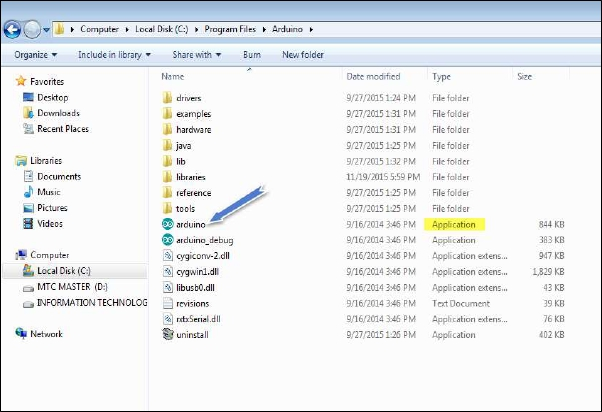 Computer ▸ Local Disk (C:) ▸ Program Files ▸ Arduino ▸
Organize ▾ Include in library ▾ Share with ▾ Burn New folder
Name Date modified Type Size
Favorites
Desktop
Downloads
Recent Places
Libraries
Documents
Music
Pictures
Videos
Computer
Local Disk (C:)
MTC MASTER (D:)
INFORMATION TECHNOLOG
Network
drivers 9/27/2015 1:24 PM File folder
examples 9/27/2015 1:31 PM File folder
hardware 9/27/2015 1:31 PM File folder
java 9/27/2015 1:25 PM File folder
lib 9/27/2015 1:32 PM File folder
libraries 11/19/2015 5:59 PM File folder
reference 9/27/2015 1:25 PM File folder
tools 9/27/2015 1:25 PM File folder
arduino 9/16/2014 3:46 PM Application 844 KB
arduino_debug 9/16/2014 3:46 PM Application 383 KB
cygiconv-2.dll 9/16/2014 3:46 PM Application extens... 947 KB
cygwin1.dll 9/16/2014 3:46 PM Application extens... 1,829 KB
libusb0.dll 9/16/2014 3:46 PM Application extens... 43 KB
revisions 9/16/2014 3:46 PM Text Document 39 KB
rxtxSerial.dll 9/16/2014 3:46 PM Application extens... 76 KB
uninstall 9/27/2015 1:26 PM Application 402 KB